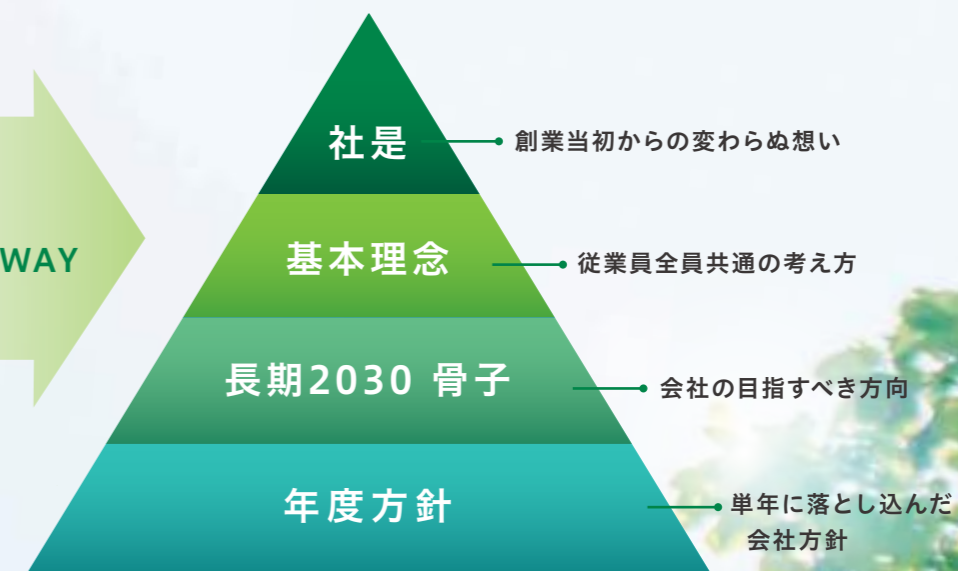 社是
創業当初からの変わらぬ想い
WAY
基本理念
従業員全員共通の考え方
長期2030 骨子
会社の目指すべき方向
年度方針
単年に落とし込んだ
会社方針